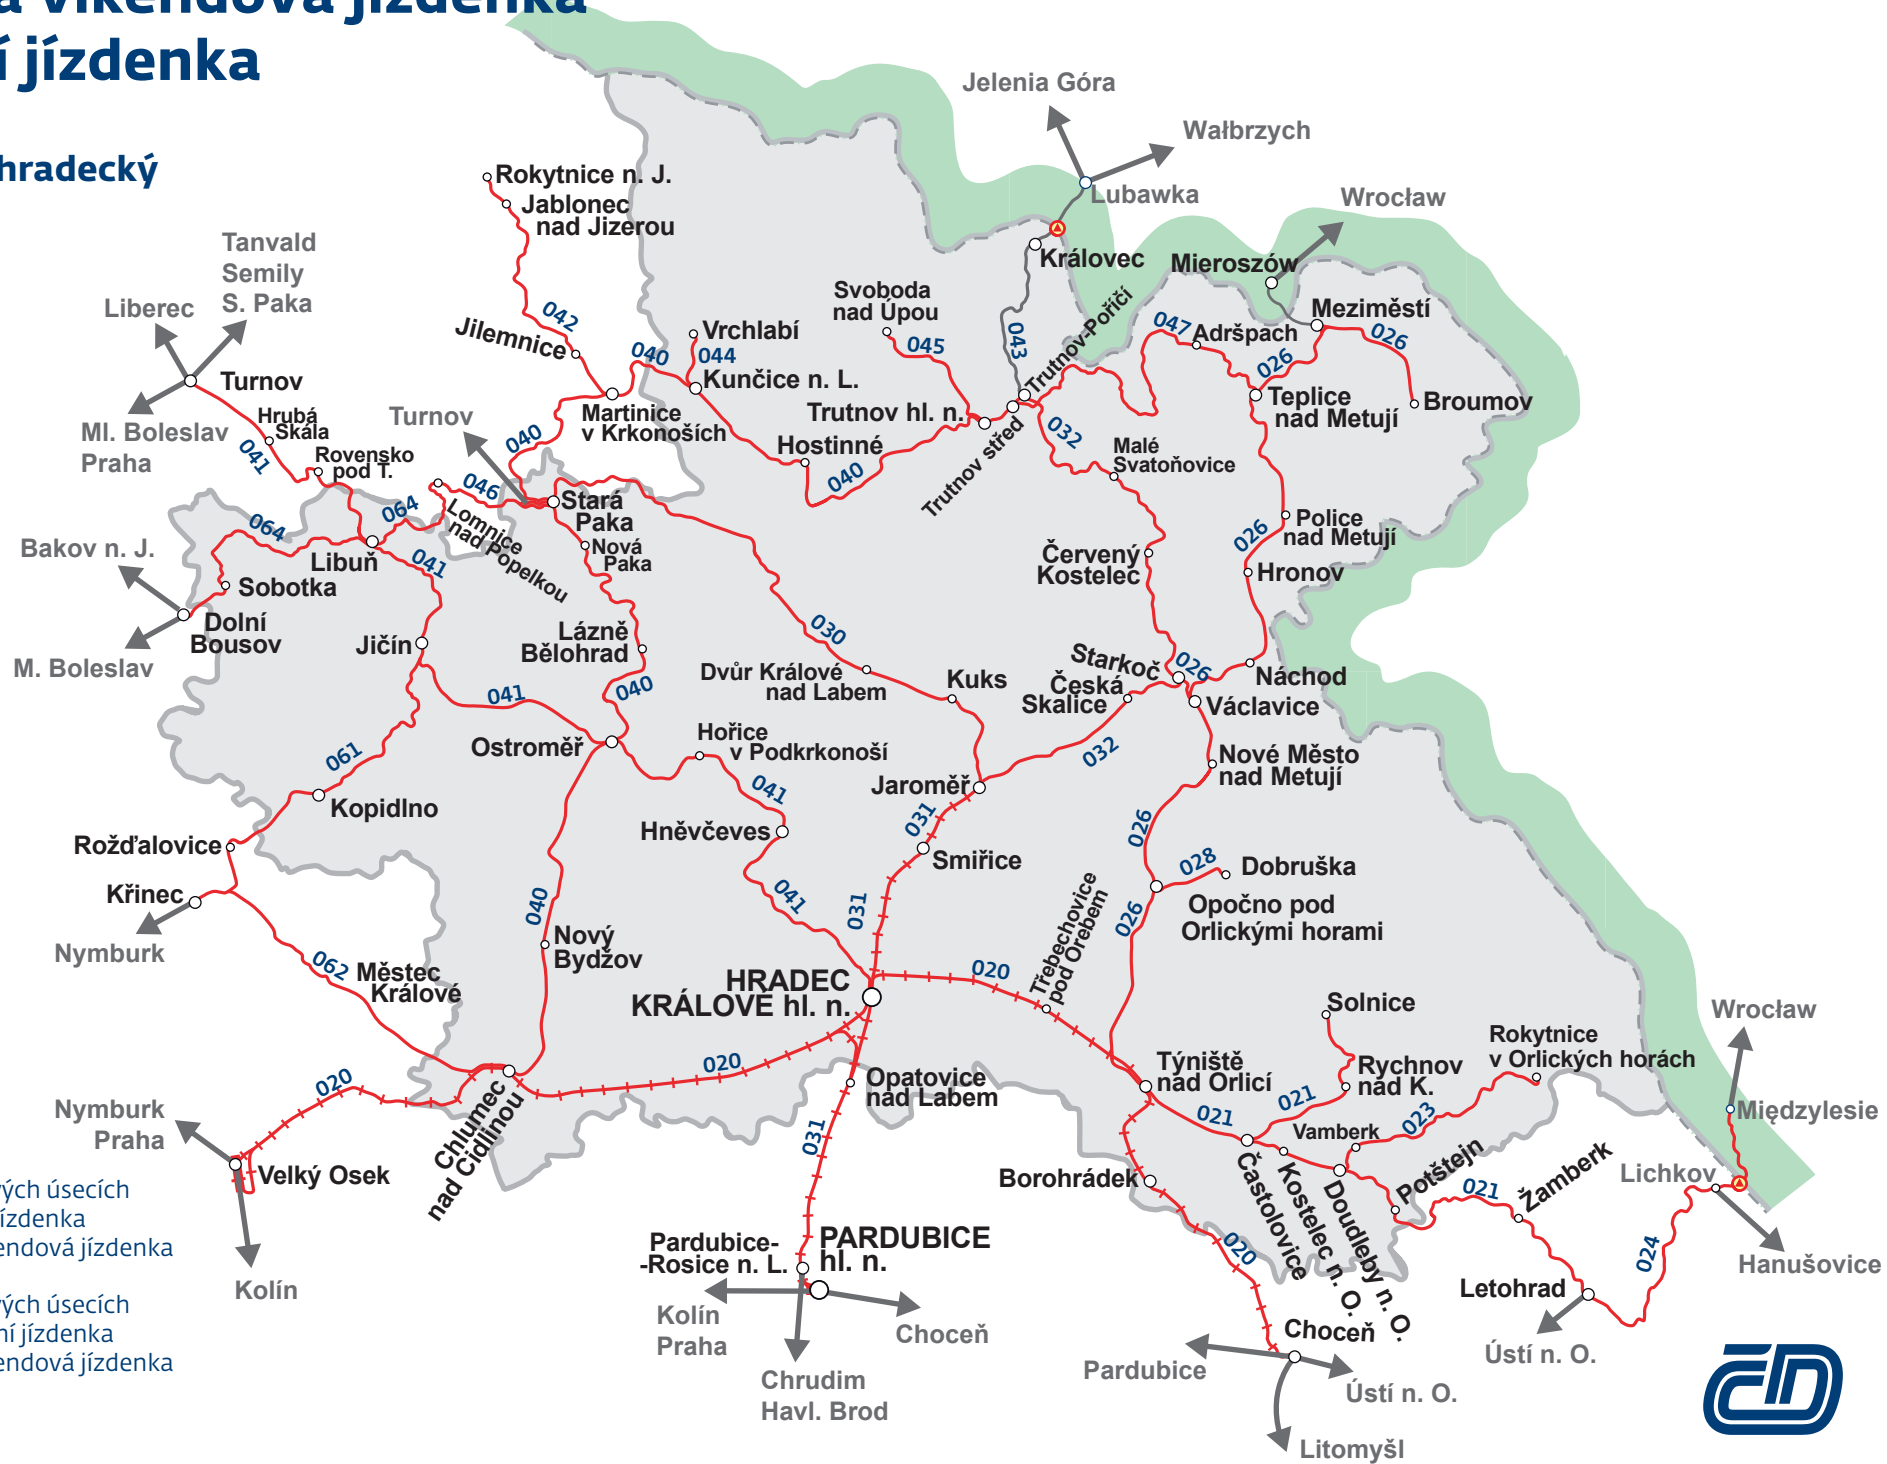 a víkendová jízdenka
í jízdenka
hradecký
Jelenia Góra
Wałbrzych
Lubawka
Wrocław
Rokytnice n. J.
Jablonec
nad Jizerou
Tanvald
Semily
S. Paka
Liberec
Královec
Mieroszów
Svoboda
nad Úpou
Meziměstí
042
Jilemnice
040
Vrchlabí
044
045
043
Trutnov-Poříčí
047
Adršpach
026
026
Turnov
Kunčice n. L.
Teplice
nad Metují
Broumov
Ml. Boleslav
Praha
Hrubá
Skála
041
Turnov
Martinice
v Krkonoších
Trutnov hl. n.
Hostinné
040
Trutnov střed
032
Malé
Svatoňovice
040
Rovensko
pod T.
046
064
064
Stará
Paka
Lomnice
nad Popelkou
Nová
Paka
Police
nad Metují
026
Hronov
Bakov n. J.
Libuň
041
Sobotka
Dolní
Bousov
M. Boleslav
Jičín
Červený
Kostelec
Lázně
Bělohrad
030
040
Dvůr Králové
nad Labem
Kuks
Starkoč
026
Česká
Skalice
Náchod
Václavice
041
061
Ostroměř
Hořice
v Podkrkonoší
041
032
Nové Město
nad Metují
Jaroměř
031
Kopidlno
Hněvčeves
Smiřice
026
028
Dobruška
Rožďalovice
Křinec
Nymburk
040
041
031
Třebechovice
pod Orebem
026
Opočno pod
Orlickými horami
Nový
Bydžov
062
Městec
Králové
HRADEC
KRÁLOVÉ hl. n.
020
Solnice
Wrocław
Rokytnice
v Orlických horách
020
020
Chlumec
nad Cidlinou
Opatovice
nad Labem
Týniště
nad Orlicí
Rychnov
nad K.
021
021
023
Międzylesie
Nymburk
Praha
Velký Osek
031
Vamberk
Borohrádek
Častolovice
Kostelec n. O.
Doudleby n. O.
Potštejn
021
Žamberk
Lichkov
vých úsecích
jízdenka
endová jízdenka
Kolín
Pardubice-
-Rosice n. L.
PARDUBICE
hl. n.
020
024
Hanušovice
Letohrad
vých úsecích
ní jízdenka
endová jízdenka
Kolín
Praha
Choceň
Choceň
Ústí n. O.
Chrudim
Havl. Brod
Pardubice
Ústí n. O.
Litomyšl
ČD